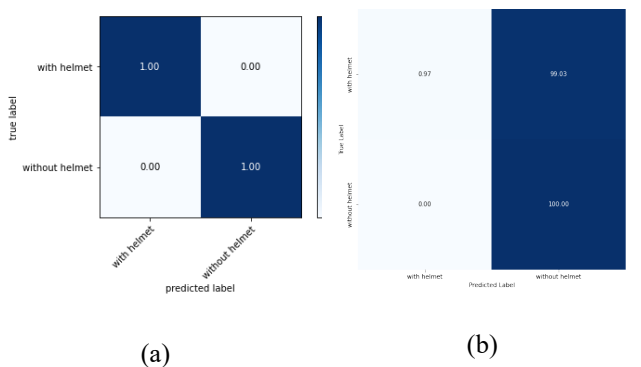 with helmet
1.00
0.00
true label
without helmet
0.00
1.00
with helmet
without helmet
predicted label
(a)
with helmet
0.97
99.03
True Label
without helmet
0.00
100.00
with helmet
without helmet
Predicted Label
(b)